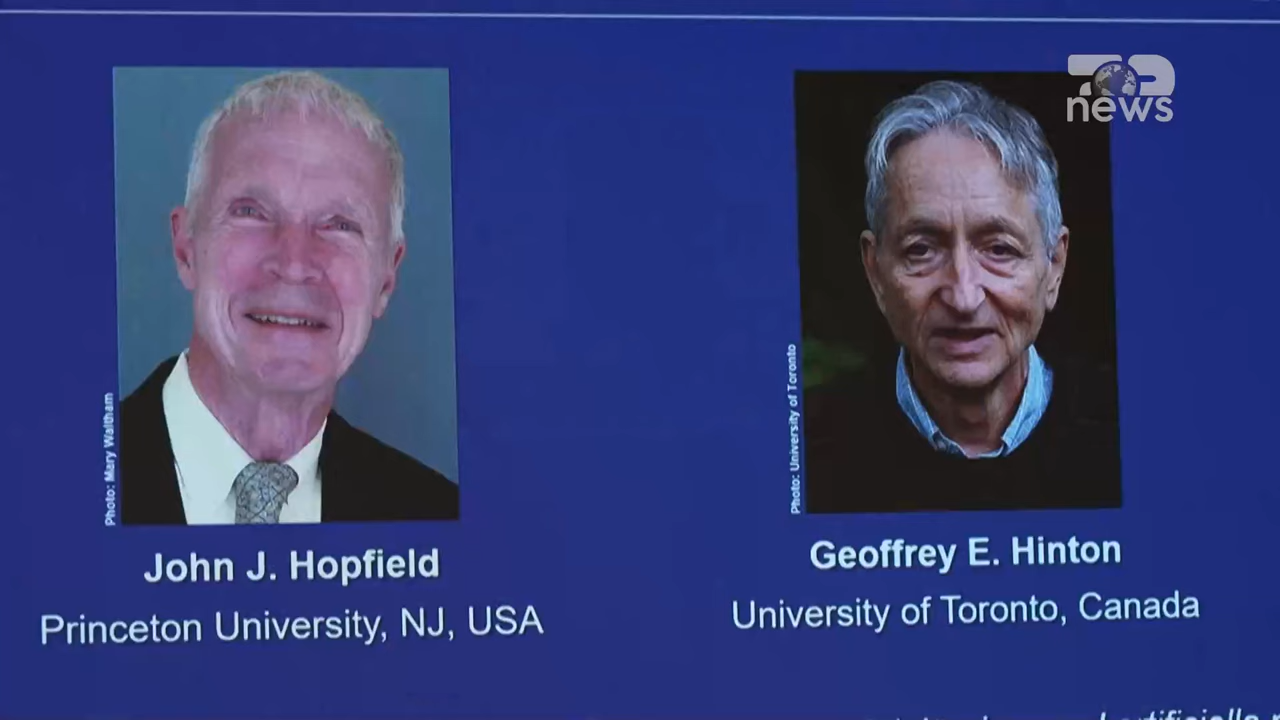 TOP
news
Photo: Mary Waltham
Photo: University of Toronto
John J. Hopfield
Princeton University, NJ, USA
Geoffrey E. Hinton
University of Toronto, Canada